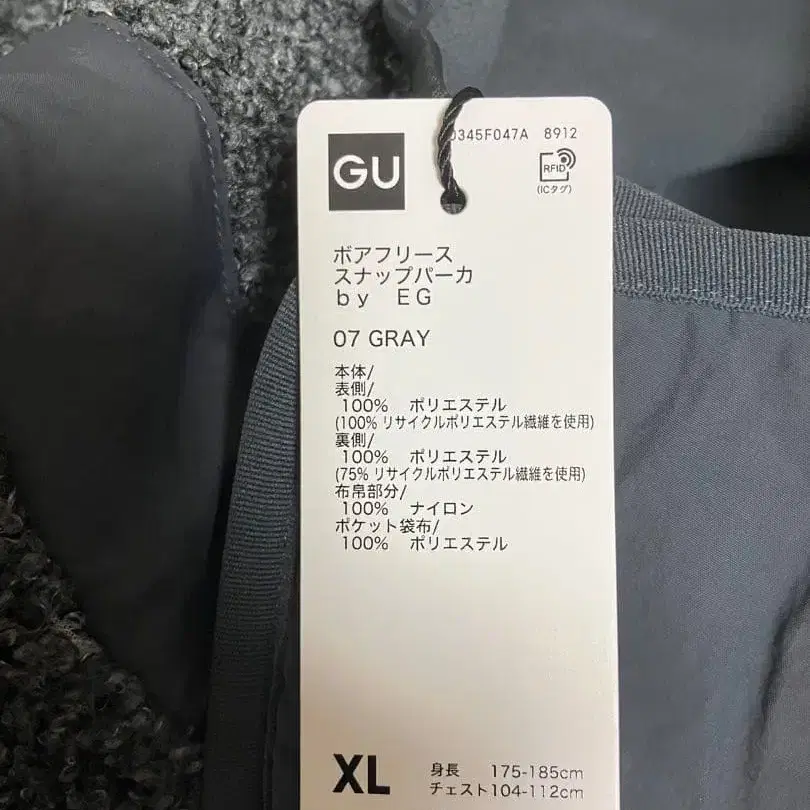 GU
0345F047A 8912
RFID
(ICタグ)
ボアフリース
スナップパーカ
by EG
07 GRAY
本体/
表側/
100% ポリエステル
(100% リサイクルポリエステル繊維を使用)
裏側/
100% ポリエステル
(75% リサイクルポリエステル繊維を使用)
布帛部分/
100% ナイロン
ポケット袋布/
100% ポリエステル
XL 身長 175-185cm
チェスト104-112cm